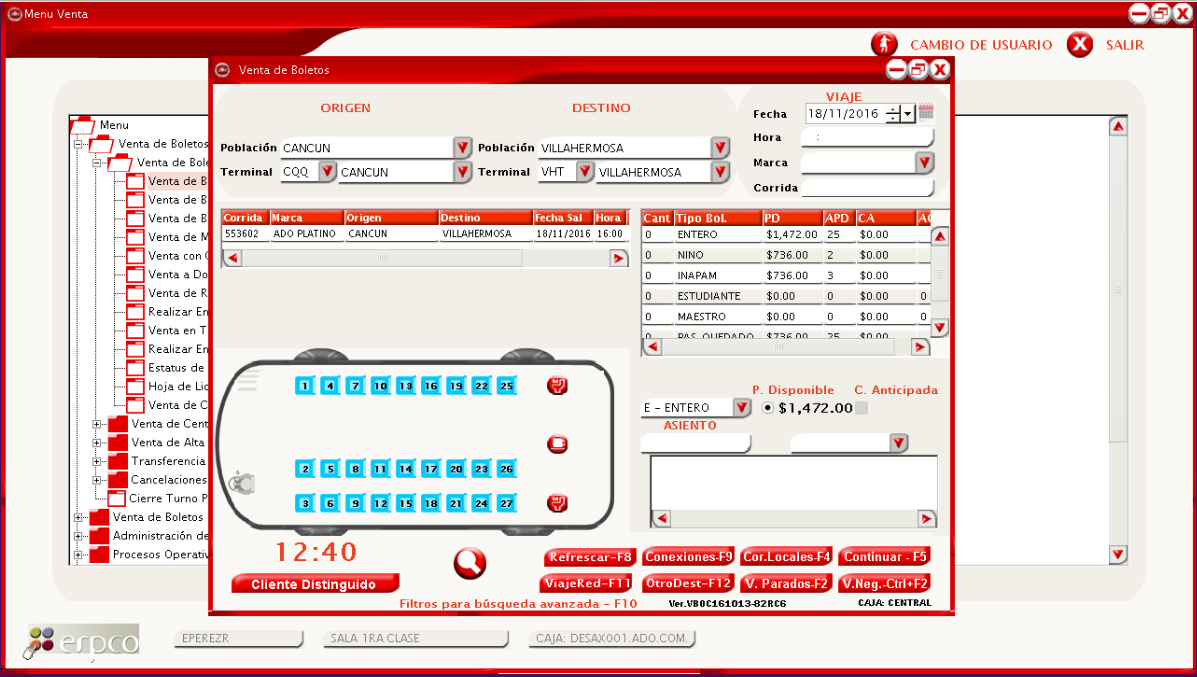 Menu Venta
CAMBIO DE USUARIO
SALIR
Venta de Boletos
ORIGEN
DESTINO
VIAJE
Fecha 18/11/2016
Hora :
Marca
Corrida
Población CANCUN Población VILLAHERMOSA
Terminal CQQ CANCUN Terminal VHT VILLAHERMOSA
Menu
Venta de Boletos
Venta de Bole
Venta de B
Venta de B
Venta de B
Venta de M
Venta con
Venta a Do
Venta de R
Realizar En
Venta en T
Realizar En
Estatus de
Hoja de Lic
Venta de C
Venta de Cent
Venta de Alta
Transferencia
Cancelaciones
Cierre Turno P
Venta de Boletos
Administración de
Procesos Operativ
Corrida Marca Origen Destino Fecha Sal Hora
553602 ADO PLATINO CANCUN VILLAHERMOSA 18/11/2016 16:00
Cant Tipo Bol. PD APD CA
0 ENTERO $1,472.00 25 $0.00
0 NINO $736.00 2 $0.00
0 INAPAM $736.00 3 $0.00
0 ESTUDIANTE $0.00 0 $0.00 0
0 MAESTRO $0.00 0 $0.00 0
0 PAS. QUEDADO $736.00 25 $0.00
1 4 7 10 13 16 19 22 25
2 5 8 11 14 17 20 23 26
3 6 9 12 15 18 21 24 27
P. Disponible C. Anticipada
E - ENTERO $1,472.00
ASIENTO
12:40
Cliente Distinguido
Refrescar-F8 Conexiones-F9 Cor.Locales-F4 Continuar - F5
ViajeRed-F11 OtroDest-F12 V. Parados-F2 V.Neg.-Ctrl+F2
Filtros para búsqueda avanzada - F10
Ver.VBOC161013-82RC6
CAJA: CENTRAL
erpco
EPEREZR
SALA 1RA CLASE
CAJA: DESAX001.ADO.COM.